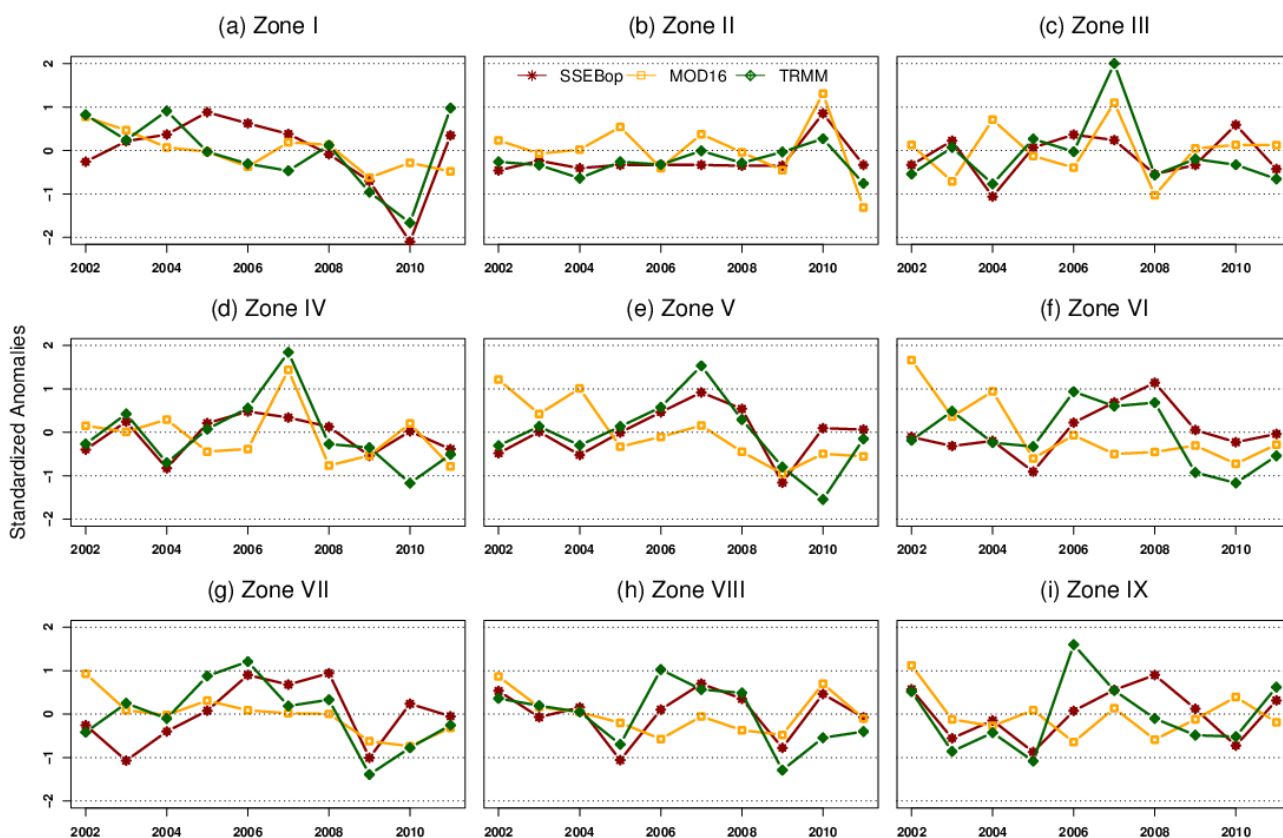 (a) Zone I
(b) Zone II
(c) Zone III
SSEBop MOD16 TRMM
2
1
0
-1
-2
2002 2004 2006 2008 2010
2002 2004 2006 2008 2010
2002 2004 2006 2008 2010
(d) Zone IV
(e) Zone V
(f) Zone VI
Standardized Anomalies
2
1
0
-1
-2
2002 2004 2006 2008 2010
2002 2004 2006 2008 2010
2002 2004 2006 2008 2010
(g) Zone VII
(h) Zone VIII
(i) Zone IX
2
1
0
-1
-2
2002 2004 2006 2008 2010
2002 2004 2006 2008 2010
2002 2004 2006 2008 2010